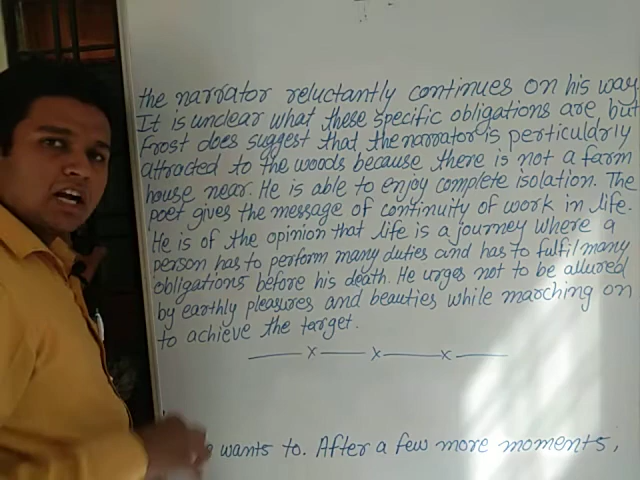 the narrator reluctantly continues on his way.
It is unclear what these specific obligations are but
Frost does suggest that the narrator is perticuldrly
attracted to the woods because there is not a farm
house near. He is able to enjoy complete isolation. The
poet gives the message of continuity of work in life.
He is of the opinion that life is a journey where a
person has to perform many duties and has to fulfil many
obligations before his death. He urges not to be allured
by earthly pleasures and beauties while marching on
to achieve the target.
wants to. After a few more moments,